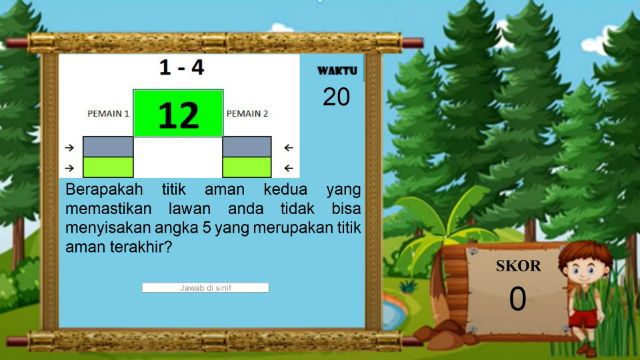 1 - 4
WAKTU
20
PEMAIN 1
12
PEMAIN 2
Berapakah titik aman kedua yang
memastikan lawan anda tidak bisa
menyisakan angka 5 yang merupakan titik
aman terakhir?
Jawab di sini!
SKOR
0